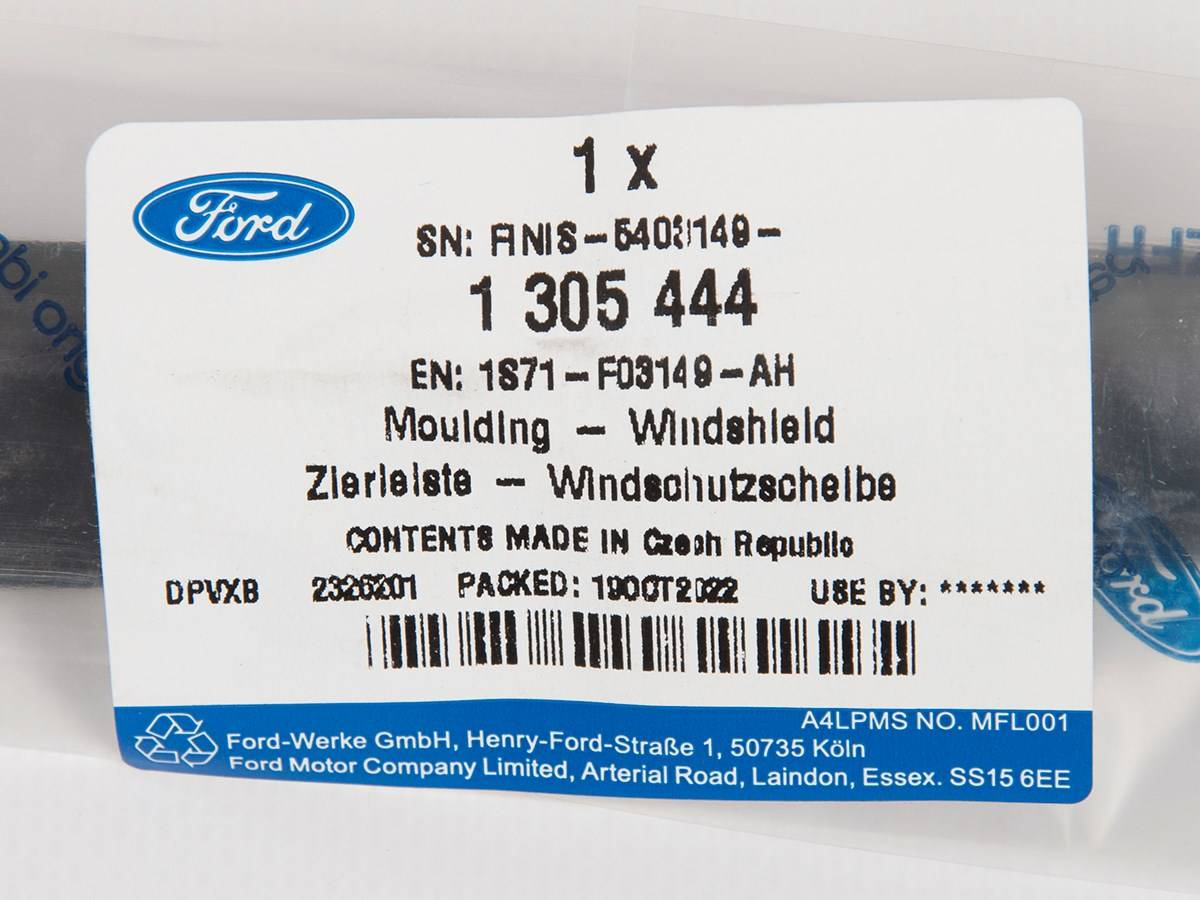 Ford
1 x
SN: FINIS-5403149-
1 305 444
EN: 1S71-F03149-AH
Moulding - Windshield
Zierleiste - Windschutzscheibe
CONTENTS MADE IN Czech Republic
DPVXB 2326201 PACKED: 19OCT2022 USE BY: *******
A4LPMS NO. MFL001
Ford-Werke GmbH, Henry-Ford-Straße 1, 50735 Köln
Ford Motor Company Limited, Arterial Road, Laindon, Essex. SS15 6EE
Ford